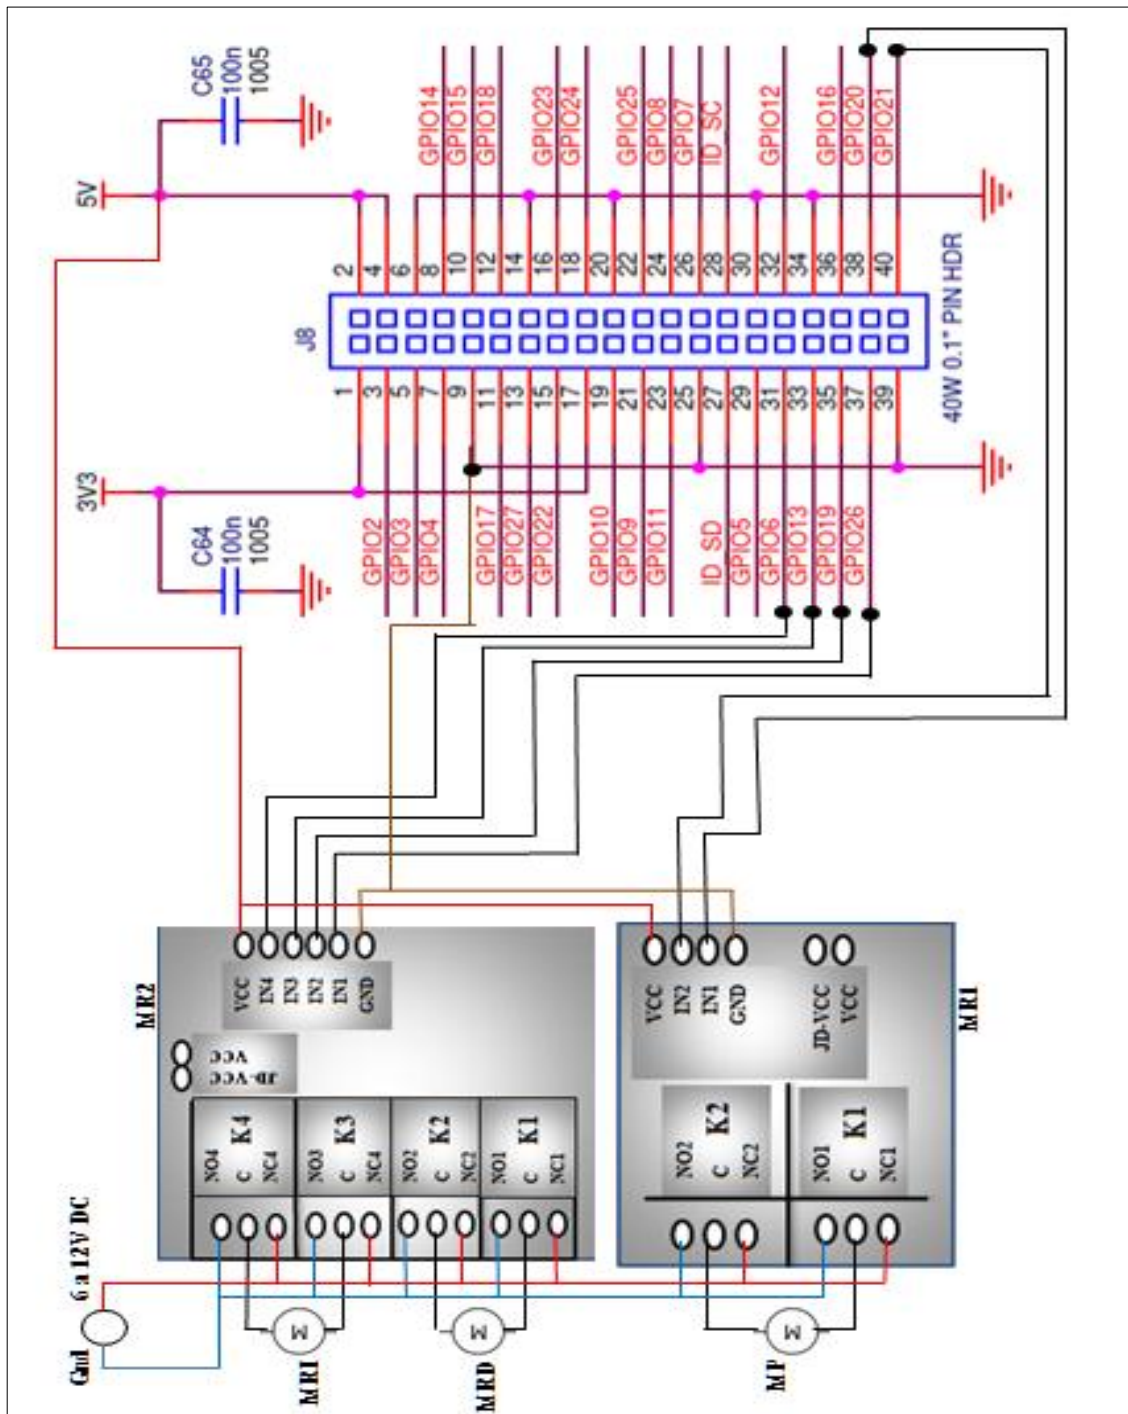 C65
100n
1005
5V
GPIO14
GPIO15
GPIO18
GPIO23
GPIO24
GPIO25
GPIO8
GPIO7
ID_SC
GPIO12
GPIO16
GPIO20
GPIO21
2
4
6
8
10
12
14
16
18
20
22
24
26
28
30
32
34
36
38
40
J8
40W 0.1" PIN HDR
1
3
5
7
9
11
13
15
17
19
21
23
25
27
29
31
33
35
37
39
3V3
C64
100n
1005
GPIO2
GPIO3
GPIO4
GPIO17
GPIO27
GPIO22
GPIO10
GPIO9
GPIO11
ID_SD
GPIO5
GPIO6
GPIO13
GPIO19
GPIO26
MR2
VCC
IN4
IN3
IN2
IN1
GND
VCC
JD-VCC
K4
NO4
C
NC4
K3
NO3
C
NC4
K2
NO2
C
NC2
K1
NO1
C
NC1
MR1
VCC
IN2
IN1
GND
JD-VCC
VCC
K2
NO2
C
NC2
K1
NO1
C
NC1
6 a 12V DC
Gnd
M
MRI
M
MRD
M
MP